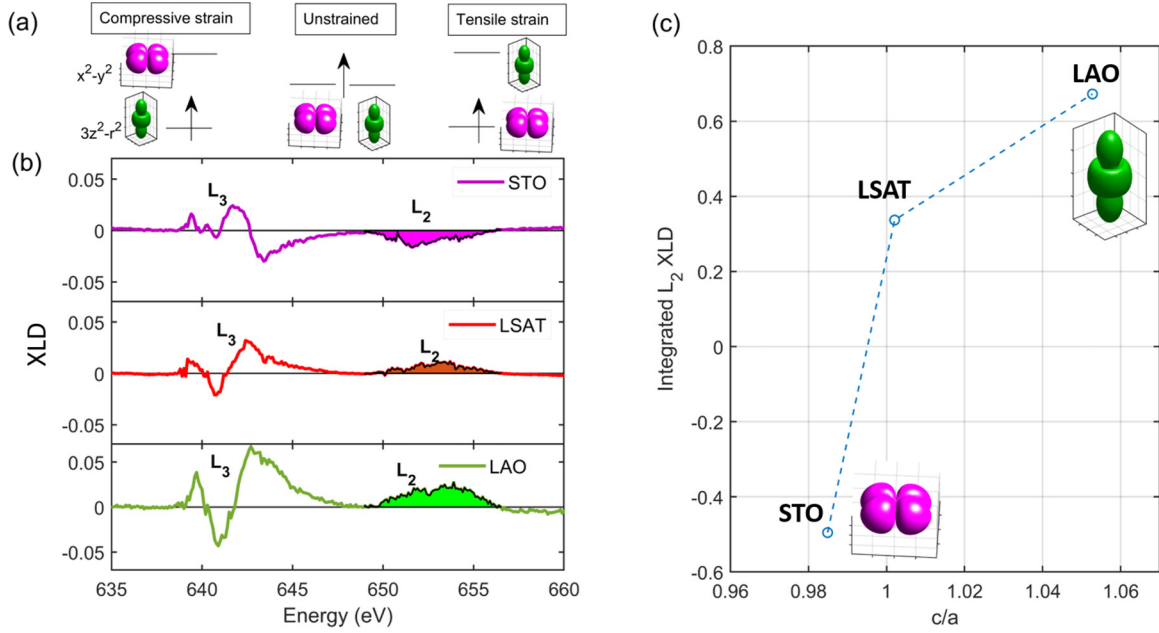 (a)
Compressive strain
Unstrained
Tensile strain
x²-y²
3z²-r²
(b)
0.05
0
-0.05
L₃
L₂
STO
XLD
0.05
0
-0.05
L₃
L₂
LSAT
0.05
0
-0.05
L₃
L₂
LAO
635
640
645
650
655
660
Energy (eV)
(c)
0.8
0.6
0.4
0.2
0
-0.2
-0.4
-0.6
Integrated L₂ XLD
LAO
LSAT
STO
0.96
0.98
1
1.02
1.04
1.06
c/a